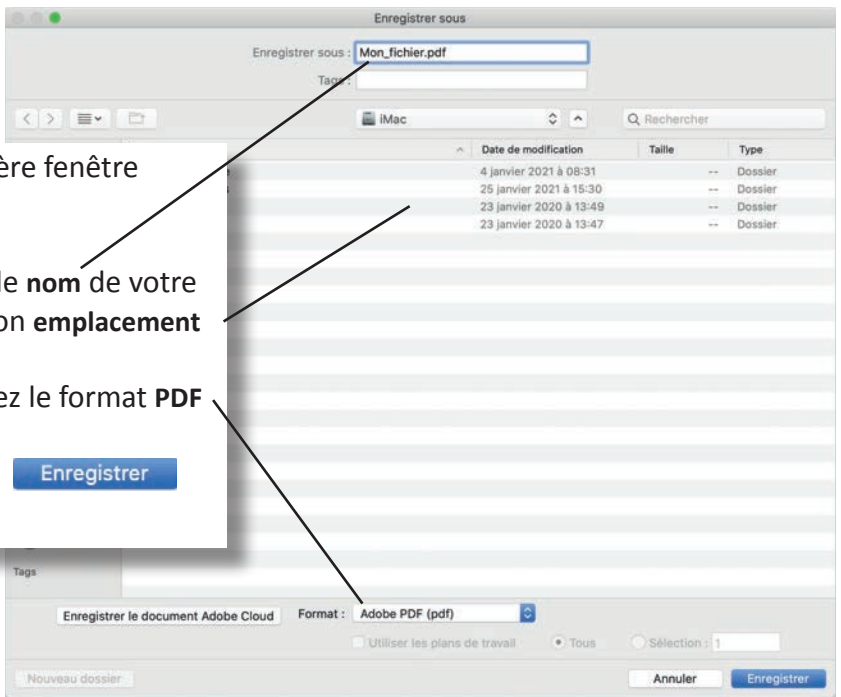 Enregistrer sous
Enregistrer sous : Mon_fichier.pdf
Tags :
iMac
Rechercher
Date de modification Taille Type
4 janvier 2021 à 08:31 -- Dossier
25 janvier 2021 à 15:30 -- Dossier
23 janvier 2020 à 13:49 -- Dossier
23 janvier 2020 à 13:47 -- Dossier
ère fenêtre
le nom de votre
on emplacement
ez le format PDF
Enregistrer
Tags
Enregistrer le document Adobe Cloud Format : Adobe PDF (pdf)
Utiliser les plans de travail Tous Sélection : 1
Nouveau dossier Annuler Enregistrer